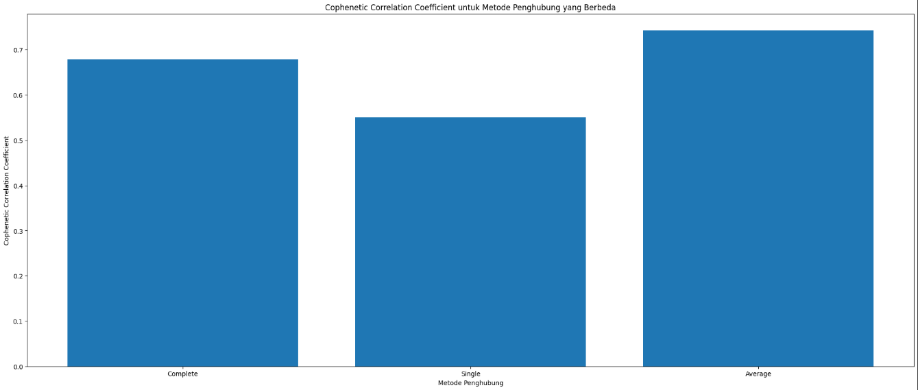 Cophenetic Correlation Coefficient untuk Metode Penghubung yang Berbeda
Cophenetic Correlation Coefficient
0.7
0.6
0.5
0.4
0.3
0.2
0.1
0.0
Complete
Single
Average
Metode Penghubung